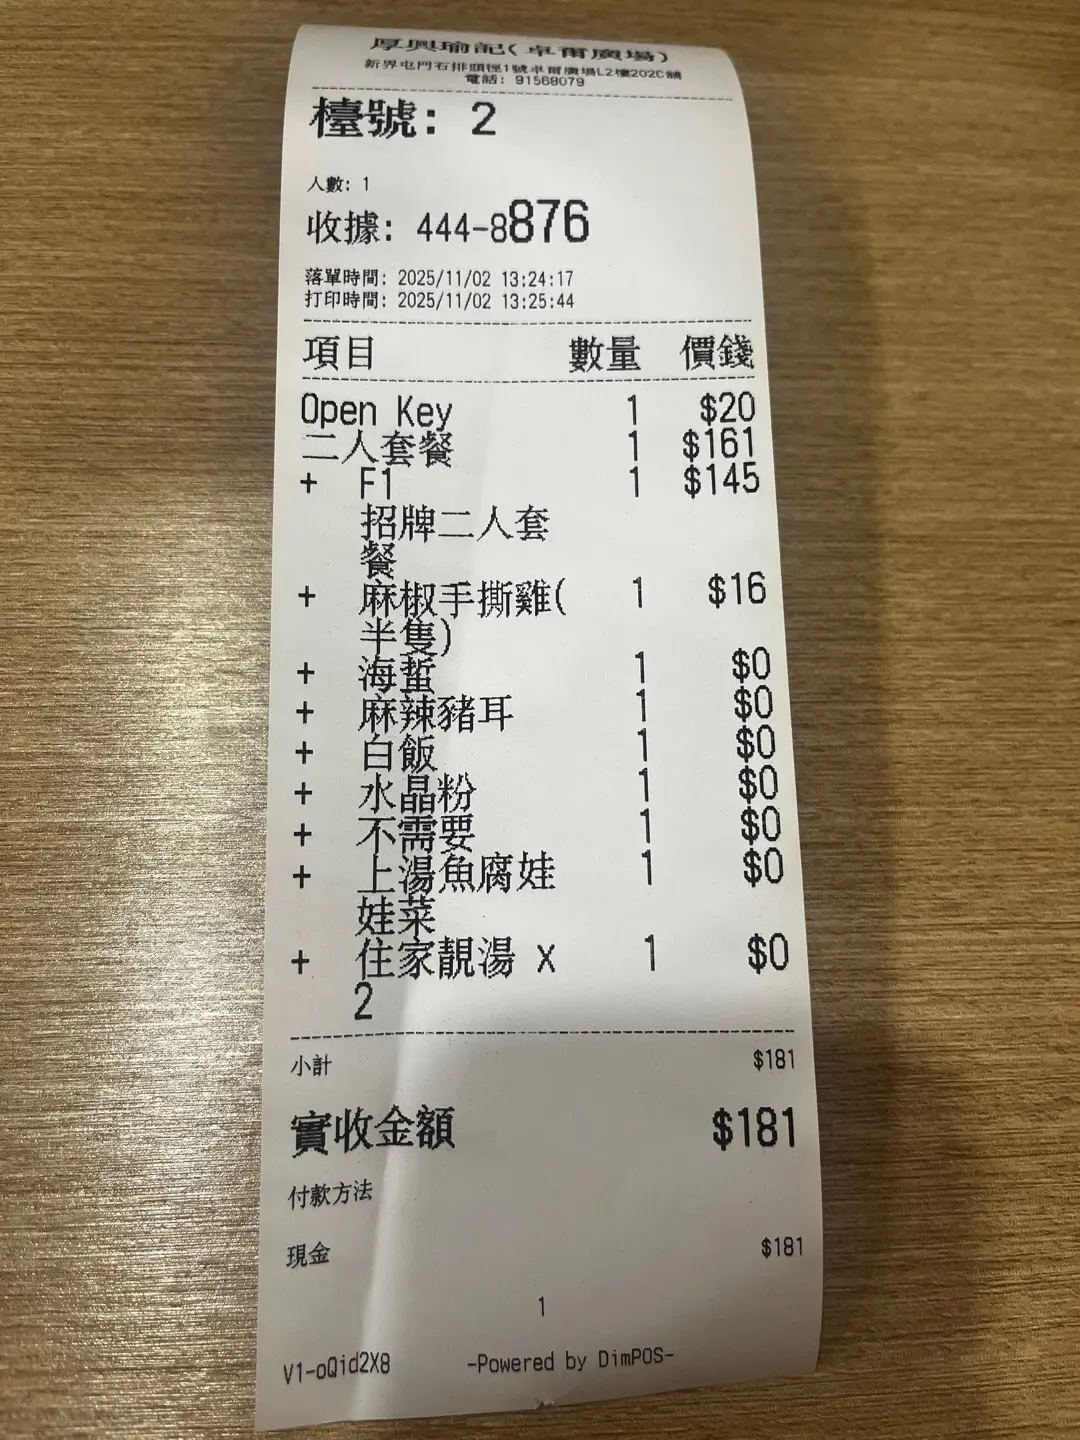 厚興瑜記(卓爾廣場)
新界屯門石排頭徑1號卓爾廣場L2樓202C舖
電話: 91568079
檯號: 2
人數: 1
收據: 444-8876
落單時間: 2025/11/02 13:24:17
打印時間: 2025/11/02 13:25:44
項目 數量 價錢
Open Key 1 $20
二人套餐 1 $161
+ F1 1 $145
招牌二人套
餐
+ 麻椒手撕雞( 1 $16
半隻)
+ 海蜇 1 $0
+ 麻辣豬耳 1 $0
+ 白飯 1 $0
+ 水晶粉 1 $0
+ 不需要 1 $0
+ 上湯魚腐娃 1 $0
娃菜
+ 住家靚湯 x 1 $0
2
小計 $181
實收金額 $181
付款方法
現金 $181
1
V1-oQid2X8 -Powered by DimPOS-